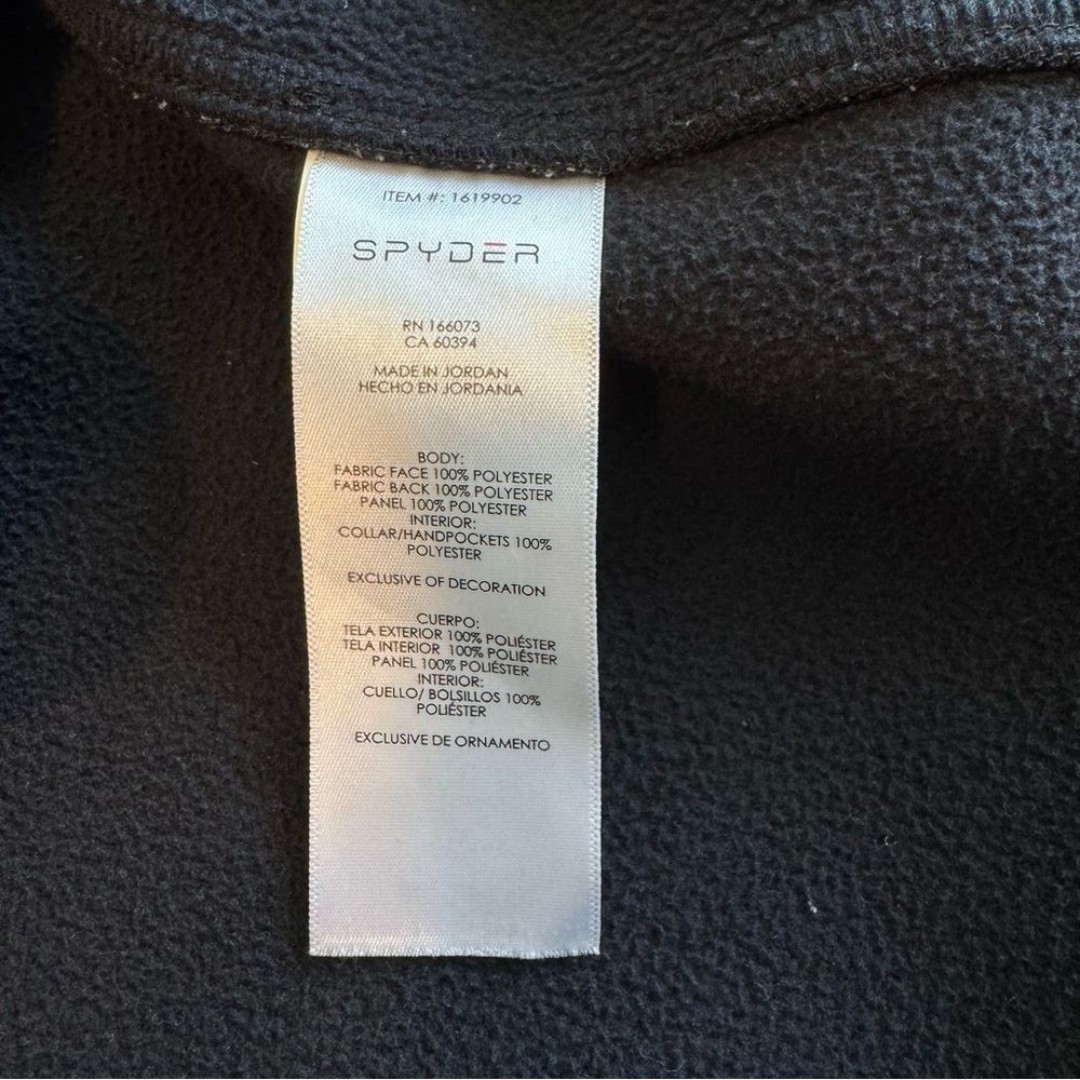 ITEM #: 1619902
SPYDER
RN 166073
CA 60394
MADE IN JORDAN
HECHO EN JORDANIA
BODY:
FABRIC FACE 100% POLYESTER
FABRIC BACK 100% POLYESTER
PANEL 100% POLYESTER
INTERIOR:
COLLAR/HANDPOCKETS 100%
POLYESTER
EXCLUSIVE OF DECORATION
CUERPO:
TELA EXTERIOR 100% POLIÉSTER
TELA INTERIOR 100% POLIÉSTER
PANEL 100% POLIÉSTER
INTERIOR:
CUELLO/ BOLSILLOS 100%
POLIÉSTER
EXCLUSIVE DE ORNAMENTO